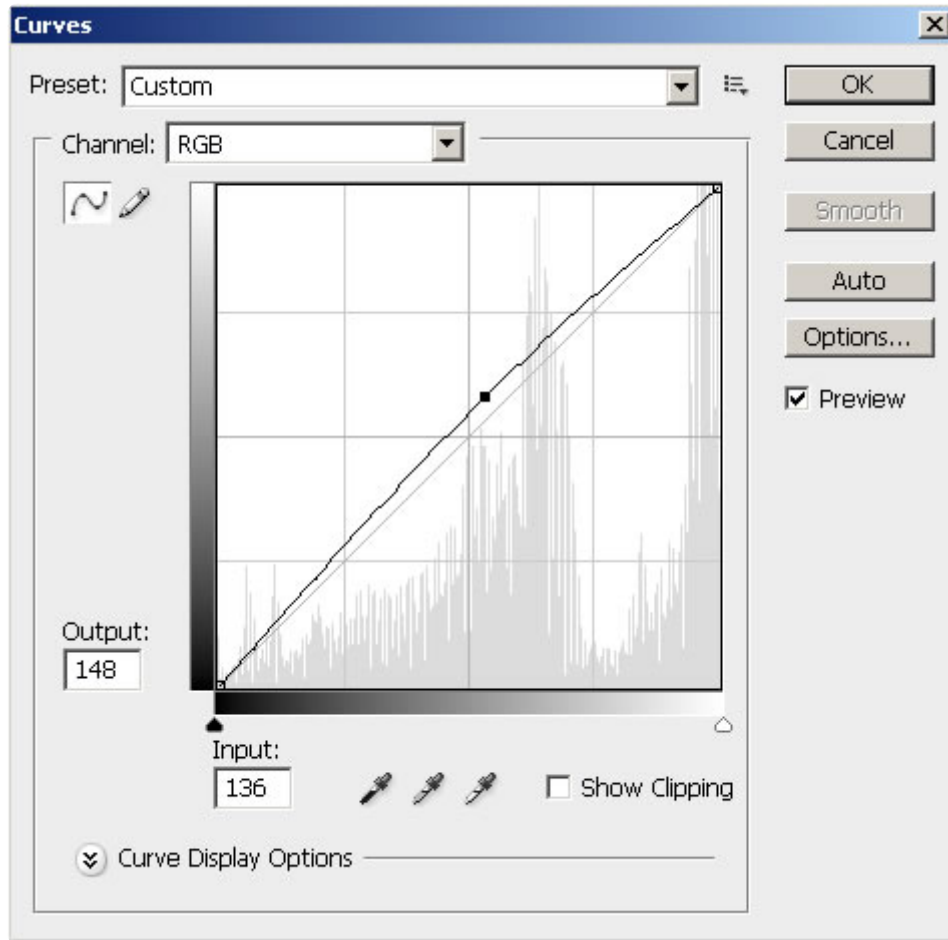 Curves
Preset: Custom
OK
Channel: RGB
Cancel
Smooth
Auto
Options...
Preview
Output:
148
Input:
136
Show Clipping
Curve Display Options